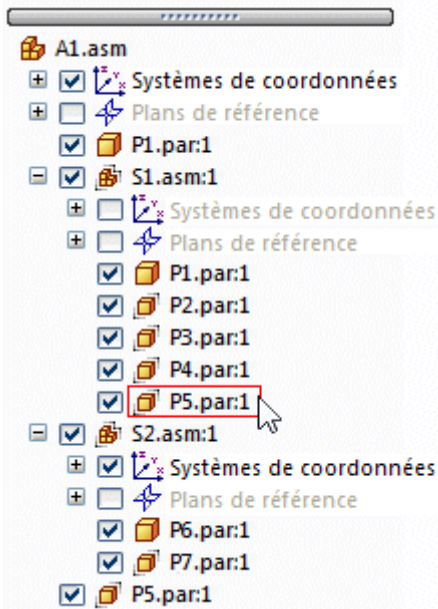 A1.asm
Systèmes de coordonnées
Plans de référence
P1.par:1
S1.asm:1
Systèmes de coordonnées
Plans de référence
P1.par:1
P2.par:1
P3.par:1
P4.par:1
P5.par:1
S2.asm:1
Systèmes de coordonnées
Plans de référence
P6.par:1
P7.par:1
P5.par:1